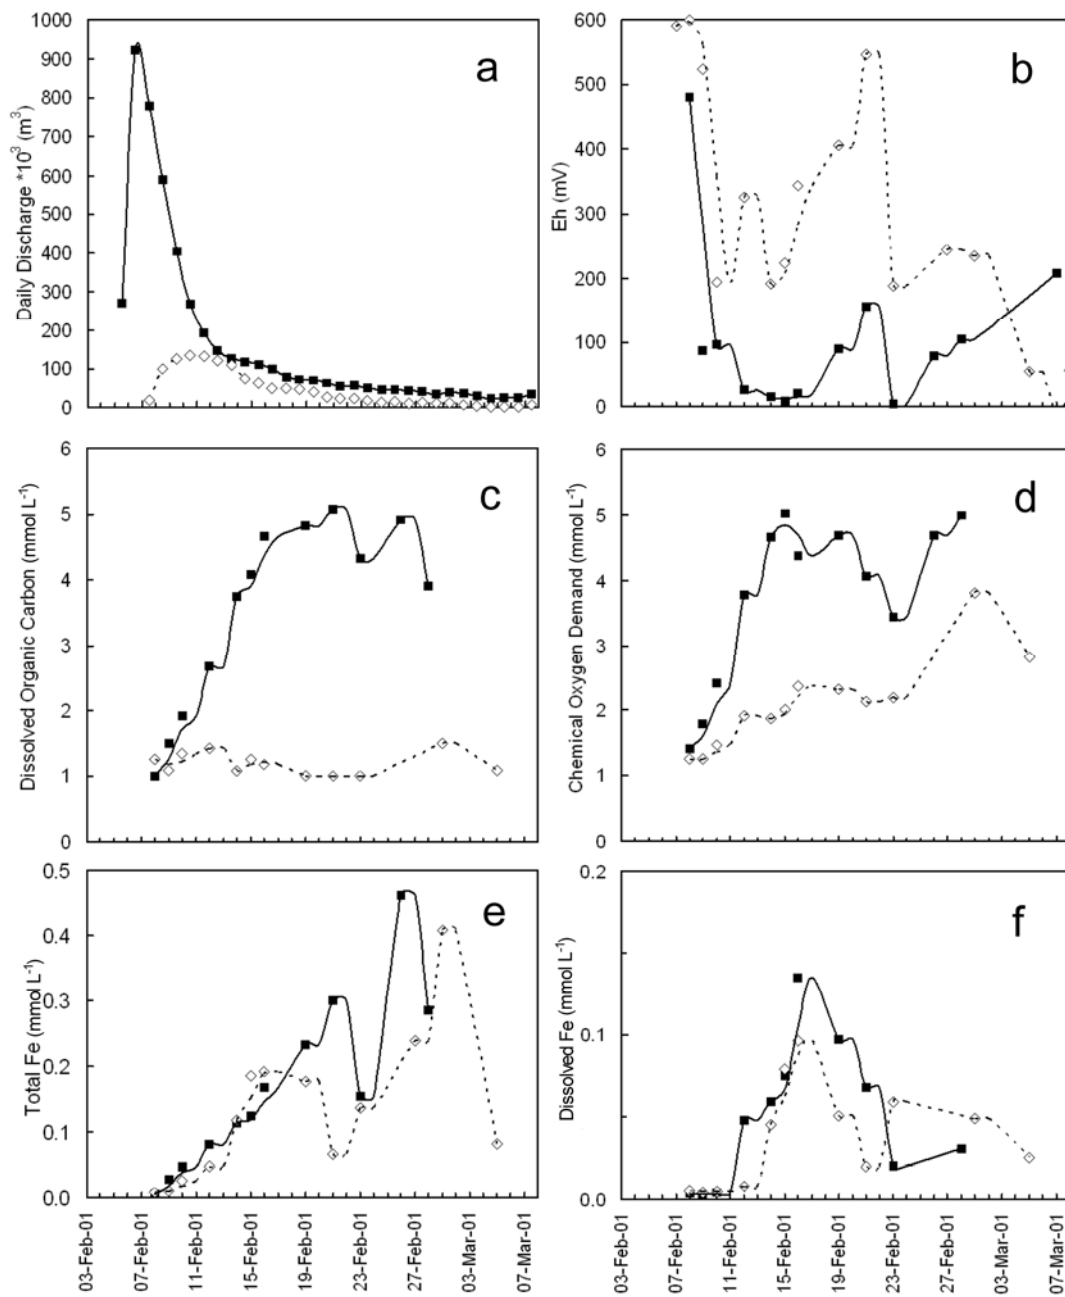 a
Daily Discharge *10³ (m³)
1000
900
800
700
600
500
400
300
200
100
0
b
Eh (mV)
600
500
400
300
200
100
0
c
Dissolved Organic Carbon (mmol L⁻¹)
6
5
4
3
2
1
0
d
Chemical Oxygen Demand (mmol L⁻¹)
6
5
4
3
2
1
0
03-Feb-01
07-Feb-01
11-Feb-01
15-Feb-01
19-Feb-01
23-Feb-01
27-Feb-01
03-Mar-01
07-Mar-01
e
Total Fe (mmol L⁻¹)
0.5
0.4
0.3
0.2
0.1
0.0
03-Feb-01
07-Feb-01
11-Feb-01
15-Feb-01
19-Feb-01
23-Feb-01
27-Feb-01
03-Mar-01
07-Mar-01
f
Dissolved Fe (mmol L⁻¹)
0.2
0.1
0.0